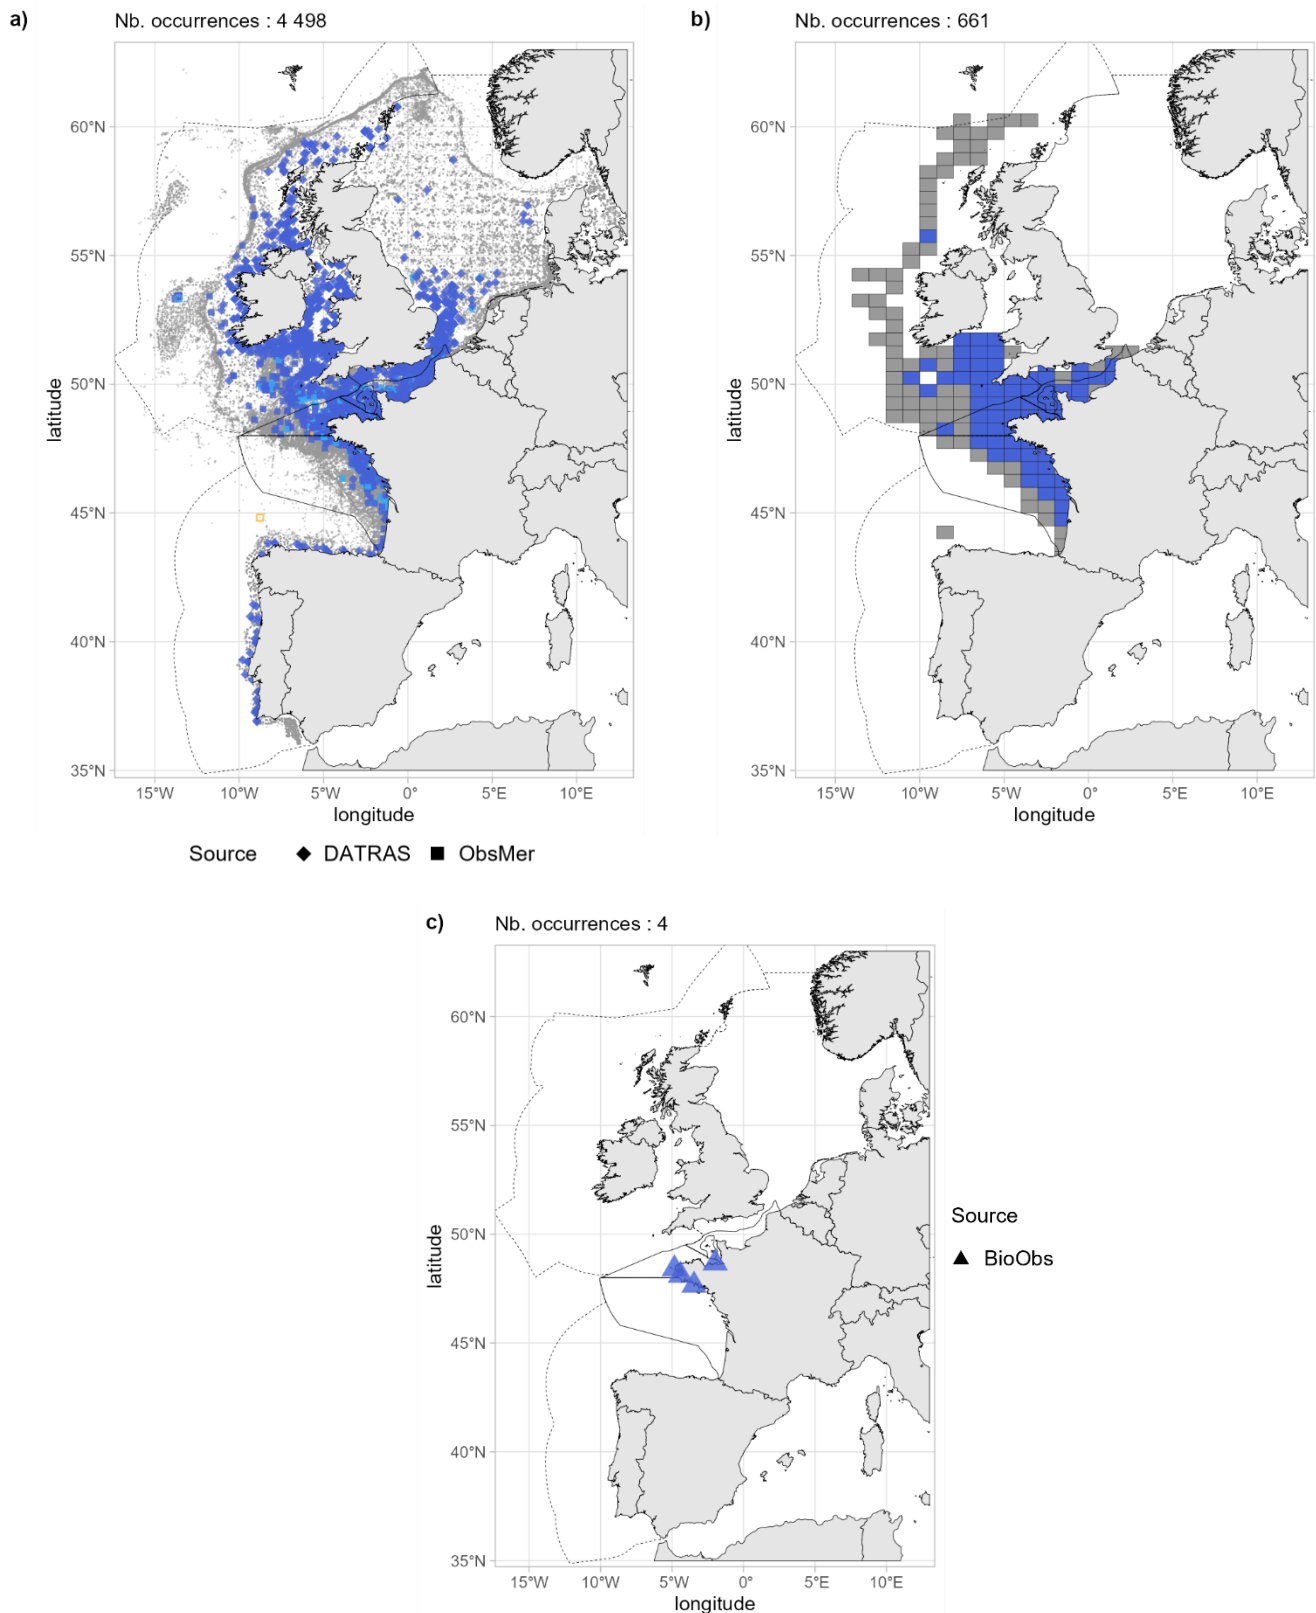 a) Nb. occurrences : 4 498
60°N
55°N
50°N
45°N
40°N
35°N
latitude
15°W 10°W 5°W 0° 5°E 10°E
longitude
Source DATRAS ObsMer
b) Nb. occurrences : 661
60°N
55°N
50°N
45°N
40°N
35°N
latitude
15°W 10°W 5°W 0° 5°E 10°E
longitude
c) Nb. occurrences : 4
60°N
55°N
50°N
45°N
40°N
35°N
latitude
15°W 10°W 5°W 0° 5°E 10°E
longitude
Source
BioObs